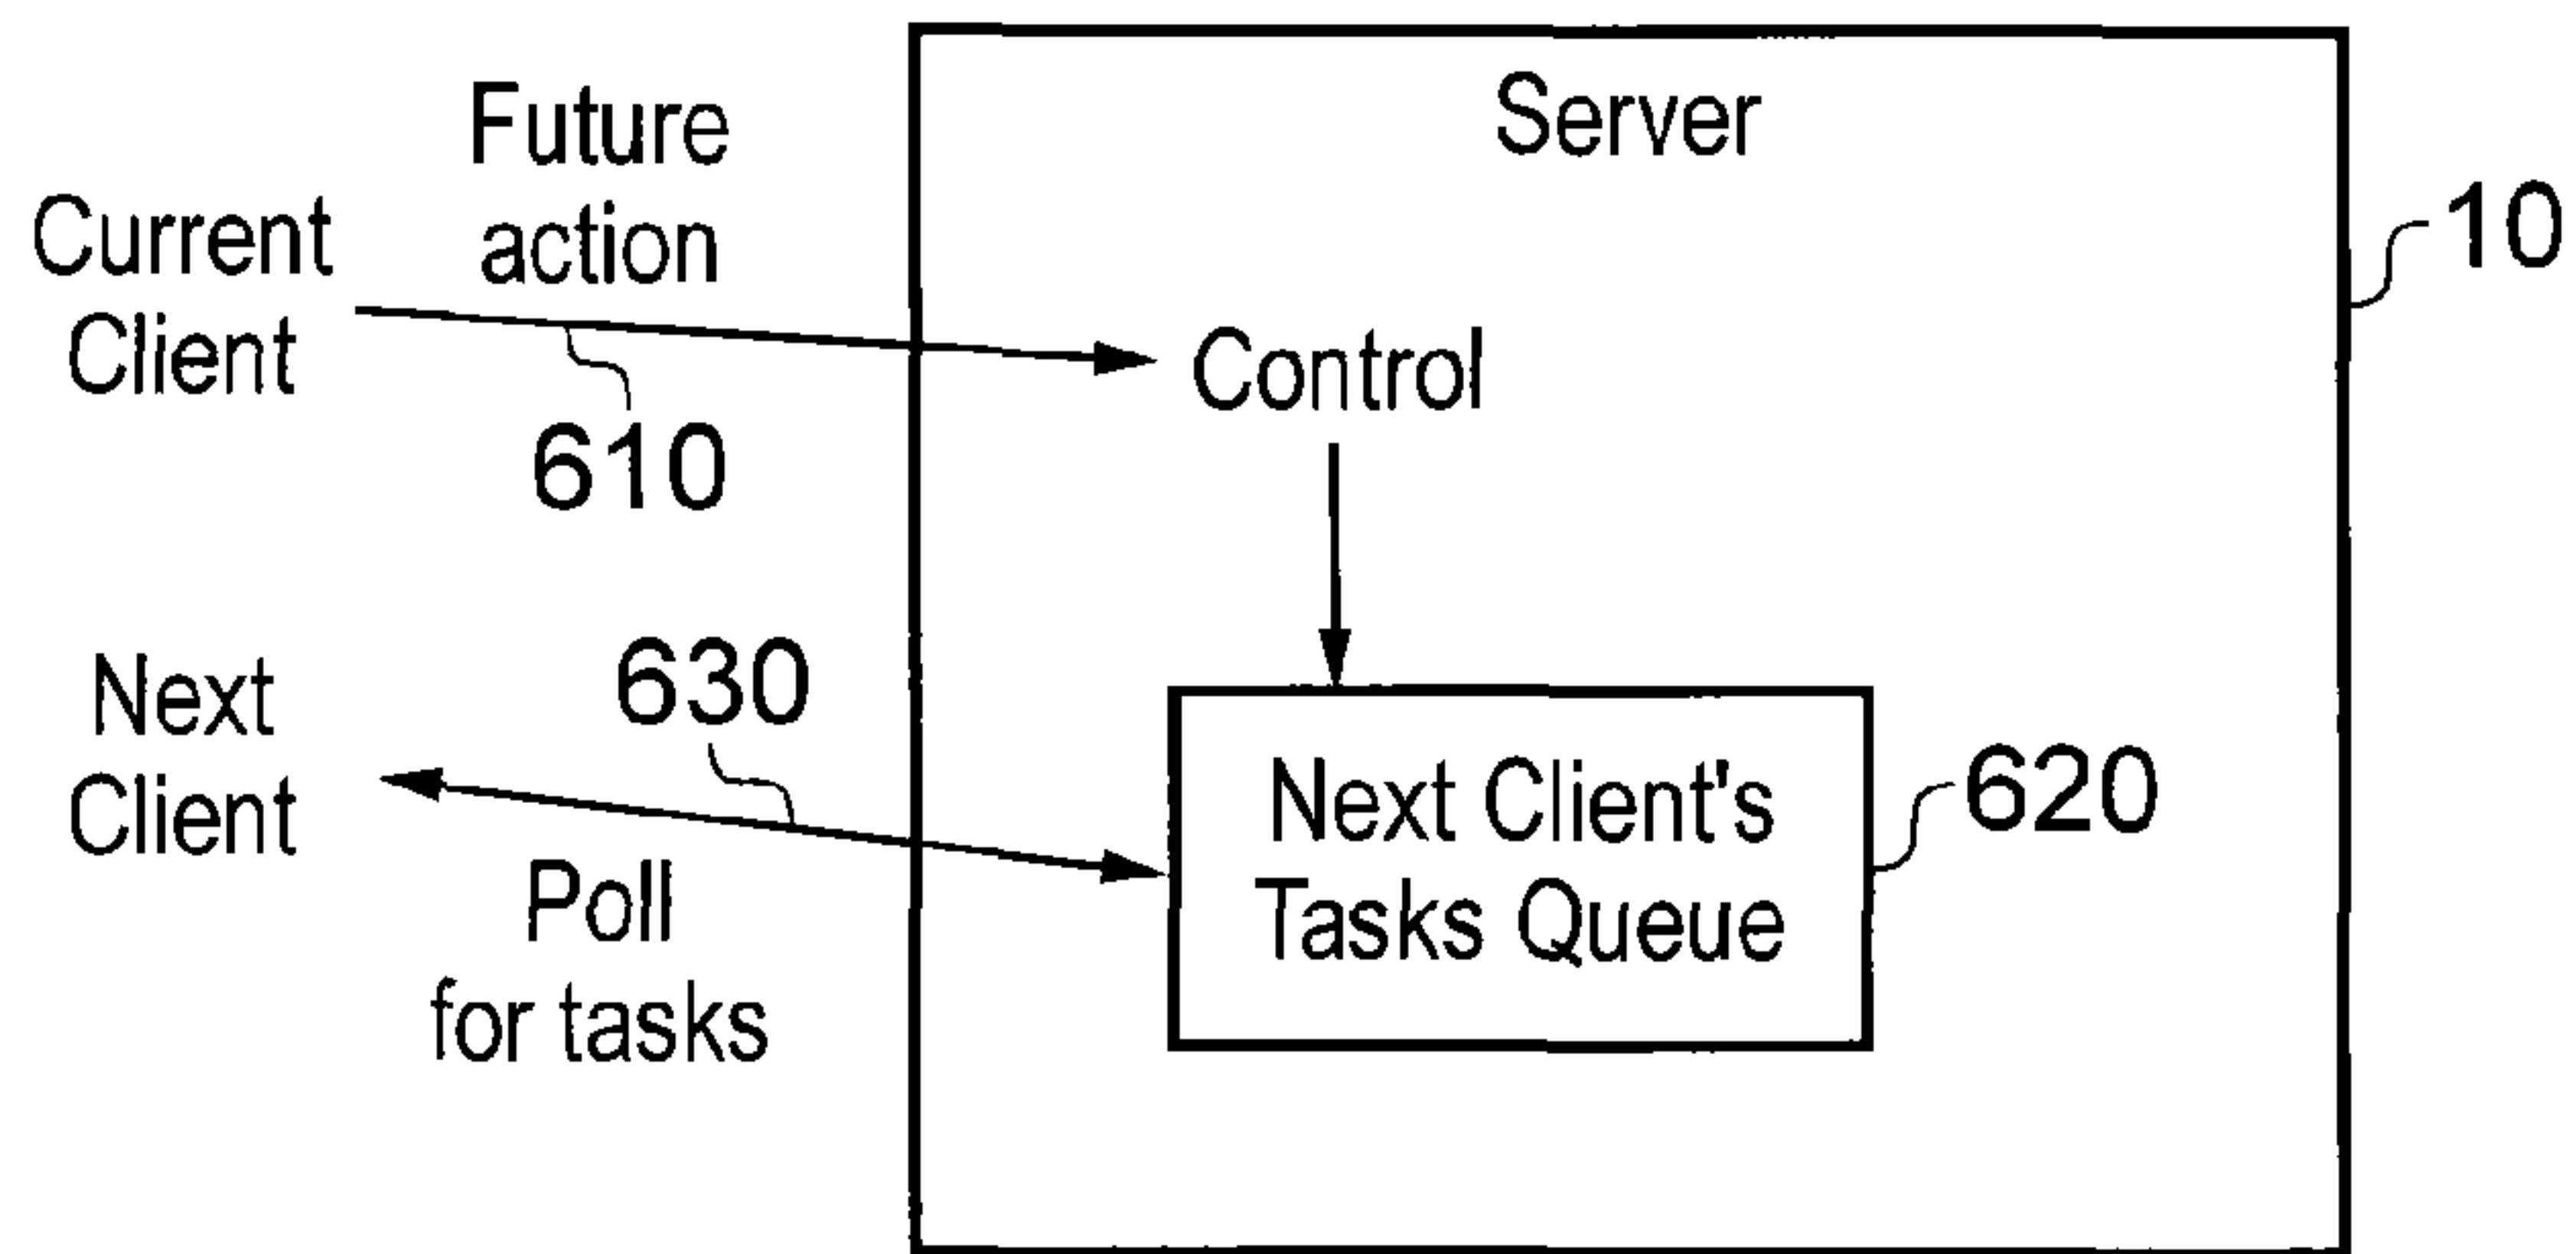 Server
Future
action
Current
Client
10
Control
610
Next
Client
630
Poll
for tasks
Next Client's
Tasks Queue
620